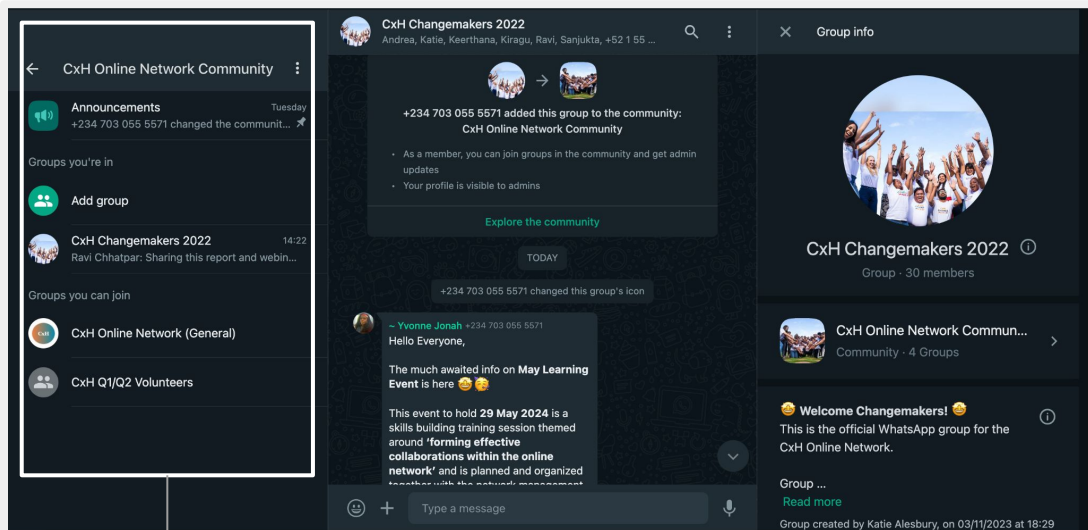 CxH Online Network Community
Announcements
Tuesday
+234 703 055 5571 changed the communit...
Groups you're in
Add group
CxH Changemakers 2022
14:22
Ravi Chhatpar: Sharing this report and webin...
Groups you can join
CxH Online Network (General)
CxH Q1/Q2 Volunteers
CxH Changemakers 2022
Andrea, Katie, Keerthana, Kiragu, Ravi, Sanjukta, +52 1 55 ...
+234 703 055 5571 added this group to the community:
CxH Online Network Community
• As a member, you can join groups in the community and get admin
updates
• Your profile is visible to admins
Explore the community
TODAY
+234 703 055 5571 changed this group's icon
~ Yvonne Jonah +234 703 055 5571
Hello Everyone,
The much awaited info on May Learning
Event is here 🤩🥳
This event to hold 29 May 2024 is a
skills building training session themed
around 'forming effective
collaborations within the online
network' and is planned and organized
together with the network management
Type a message
Group info
CxH Changemakers 2022
Group · 30 members
CxH Online Network Commun...
Community · 4 Groups
🤩 Welcome Changemakers! 🤩
This is the official WhatsApp group for the
CxH Online Network.
Group ...
Read more
Group created by Katie Alesbury, on 03/11/2023 at 18:29